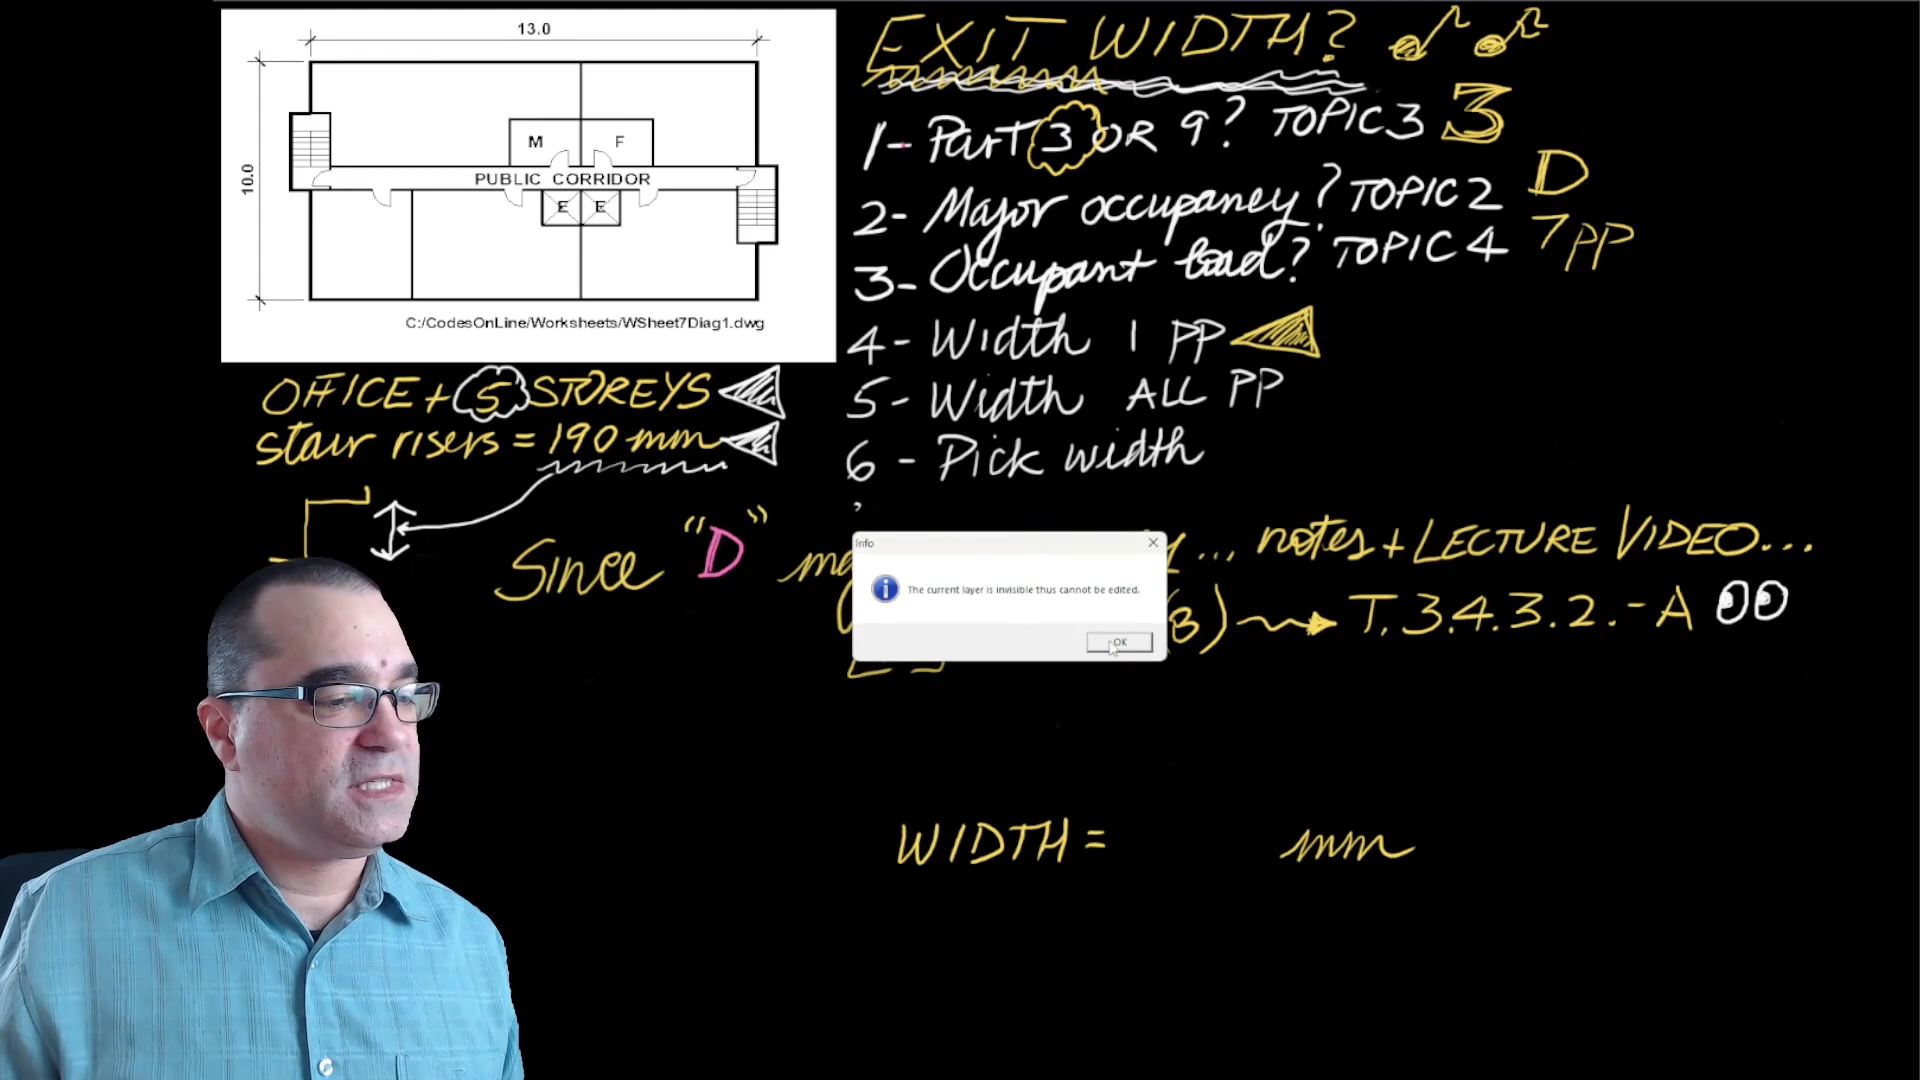 13.0
10.0
M F
PUBLIC CORRIDOR
E E
C:/CodesOnLine/Worksheets/WSheet7Diag1.dwg
OFFICE + 5 STOREYS
stair risers = 190 mm
EXIT WIDTH?
1- Part 3 OR 9? TOPIC 3 3
2- Major occupancy? TOPIC 2 D
3- Occupant load? TOPIC 4 7 PP
4- Width 1 PP
5- Width ALL PP
6- Pick width
Since "D" ... notes + LECTURE VIDEO...
) T. 3.4.3.2.-A
Info
The current layer is invisible thus cannot be edited.
OK
WIDTH = mm